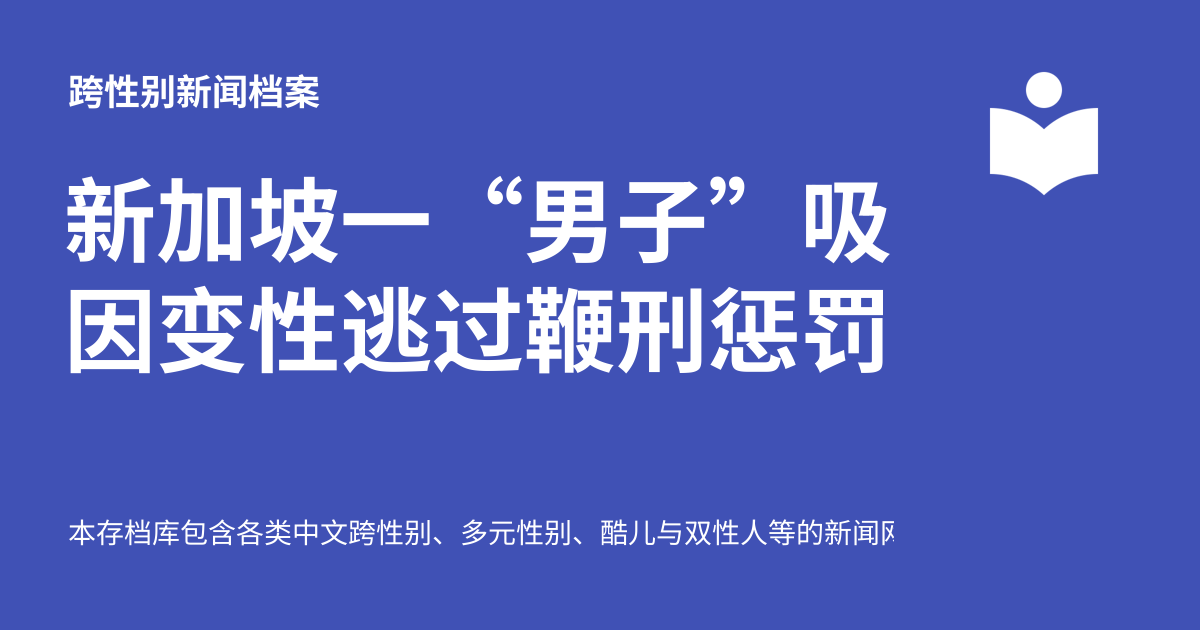 跨性别新闻档案
新加坡一“男子”吸
因变性逃过鞭刑惩罚
本存档库包含各类中文跨性别、多元性别、酷儿与双性人等的新闻